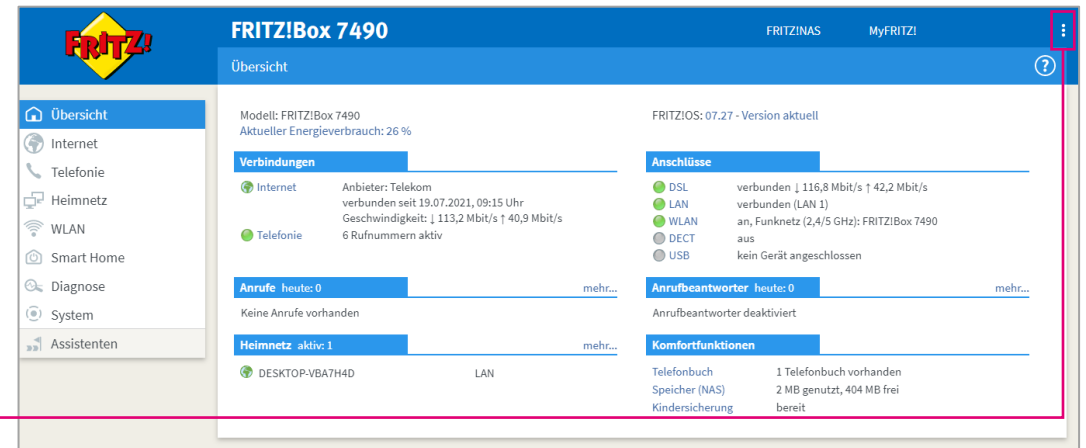 FRITZ!
FRITZ!Box 7490
FRITZ!NAS
MyFRITZ!
Übersicht
Übersicht
Internet
Telefonie
Heimnetz
WLAN
Smart Home
Diagnose
System
Assistenten
Modell: FRITZ!Box 7490
Aktueller Energieverbrauch: 26 %
FRITZ!OS: 07.27 - Version aktuell
Verbindungen
Internet Anbieter: Telekom
verbunden seit 19.07.2021, 09:15 Uhr
Geschwindigkeit: ↓ 113,2 Mbit/s ↑ 40,9 Mbit/s
Telefonie 6 Rufnummern aktiv
Anschlüsse
DSL verbunden ↓ 116,8 Mbit/s ↑ 42,2 Mbit/s
LAN verbunden (LAN 1)
WLAN an, Funknetz (2,4/5 GHz): FRITZ!Box 7490
DECT aus
USB kein Gerät angeschlossen
Anrufe heute: 0 mehr...
Keine Anrufe vorhanden
Anrufbeantworter heute: 0 mehr...
Anrufbeantworter deaktiviert
Heimnetz aktiv: 1 mehr...
DESKTOP-VBA7H4D LAN
Komfortfunktionen
Telefonbuch 1 Telefonbuch vorhanden
Speicher (NAS) 2 MB genutzt, 404 MB frei
Kindersicherung bereit